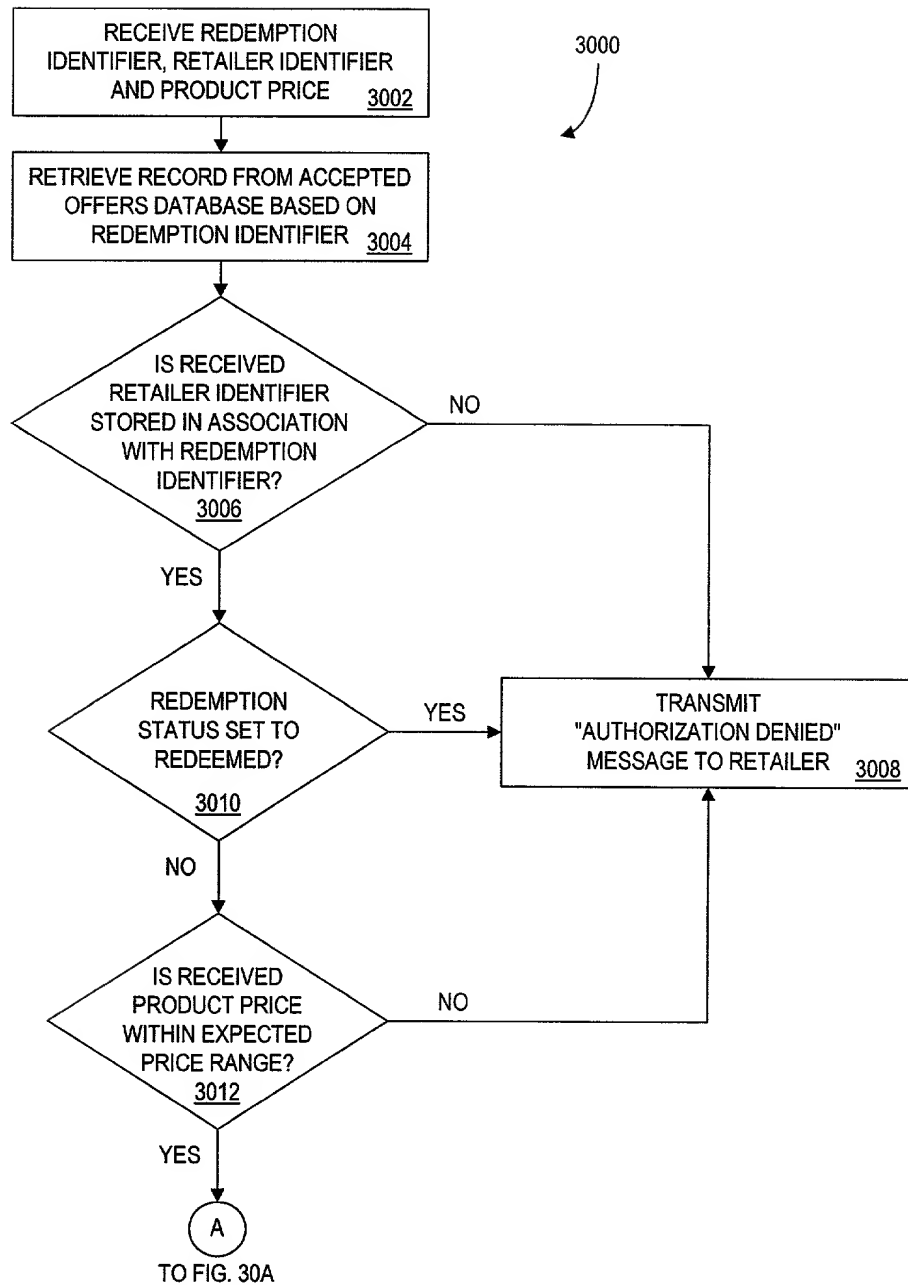 RECEIVE REDEMPTION
IDENTIFIER, RETAILER IDENTIFIER
AND PRODUCT PRICE
3002
3000
RETRIEVE RECORD FROM ACCEPTED
OFFERS DATABASE BASED ON
REDEMPTION IDENTIFIER
3004
IS RECEIVED
RETAILER IDENTIFIER
STORED IN ASSOCIATION
WITH REDEMPTION
IDENTIFIER?
3006
NO
YES
REDEMPTION
STATUS SET TO
REDEEMED?
3010
YES
TRANSMIT
"AUTHORIZATION DENIED"
MESSAGE TO RETAILER
3008
NO
IS RECEIVED
PRODUCT PRICE
WITHIN EXPECTED
PRICE RANGE?
3012
NO
YES
A
TO FIG. 30A